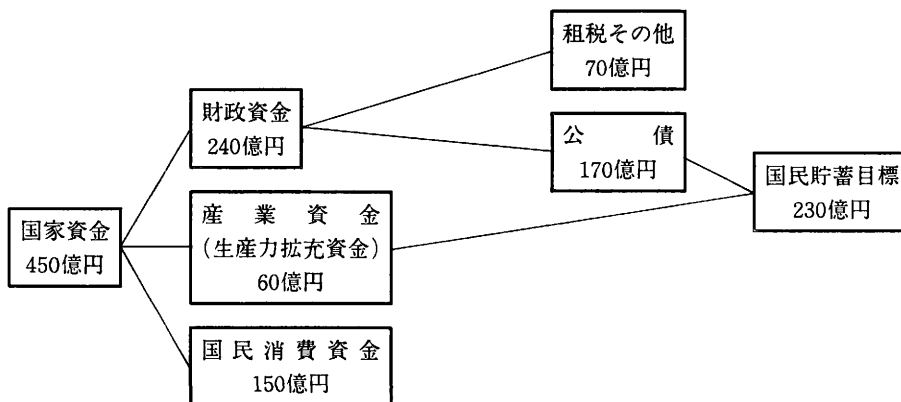 租税その他
70億円
財政資金
240億円
公債
170億円
国民貯蓄目標
230億円
産業資金
(生産力拡充資金)
60億円
国家資金
450億円
国民消費資金
150億円